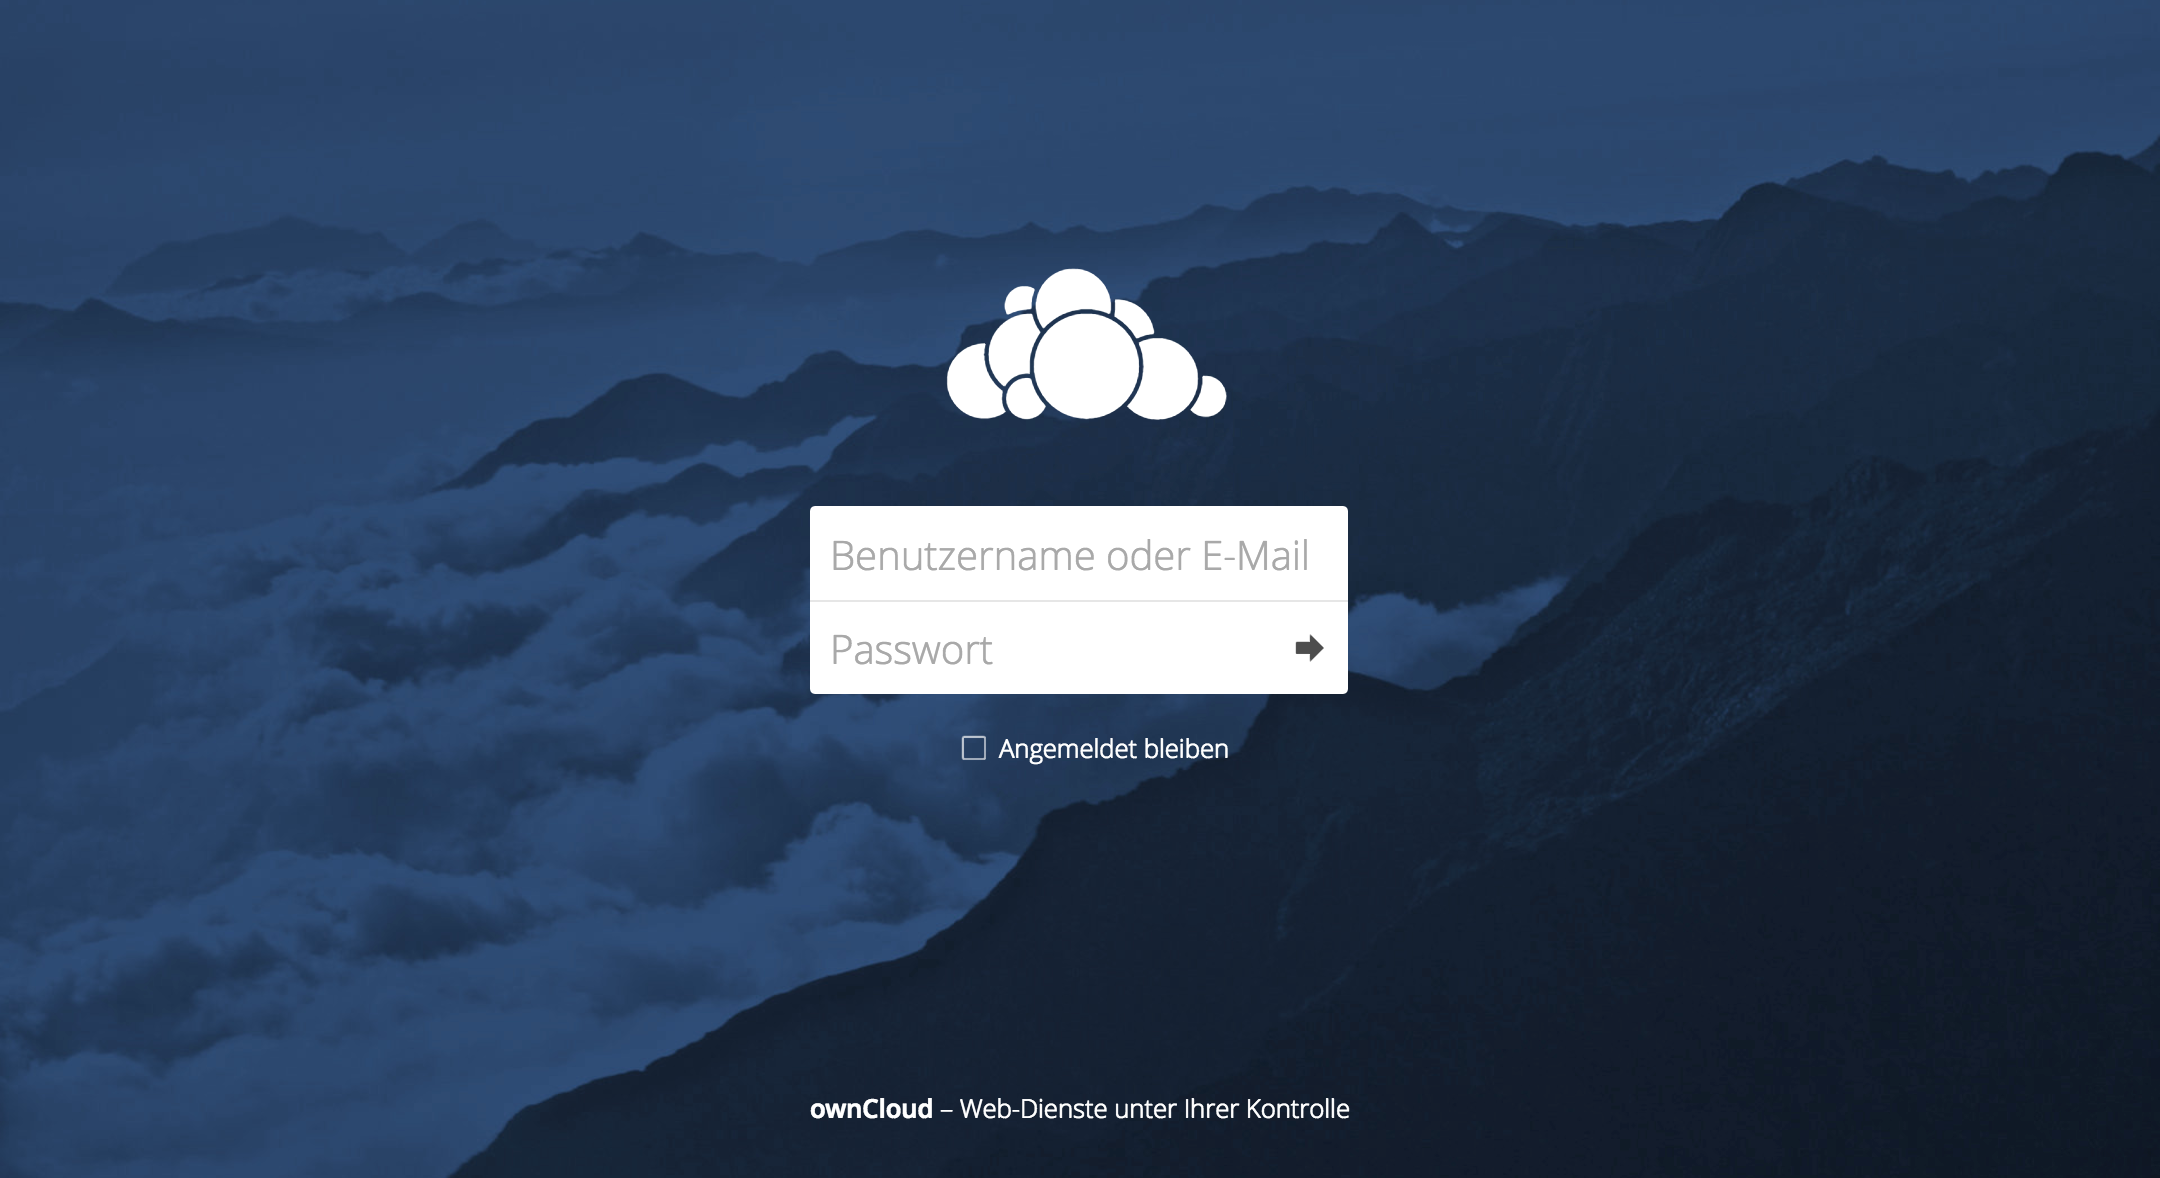 Benutzername oder E-Mail
Passwort
Angemeldet bleiben
ownCloud – Web-Dienste unter Ihrer Kontrolle